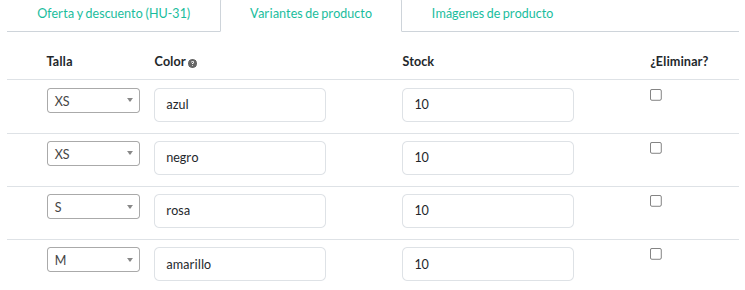 Oferta y descuento (HU-31) Variantes de producto Imágenes de producto
Talla Color ? Stock ¿Eliminar?
XS azul 10
XS negro 10
S rosa 10
M amarillo 10